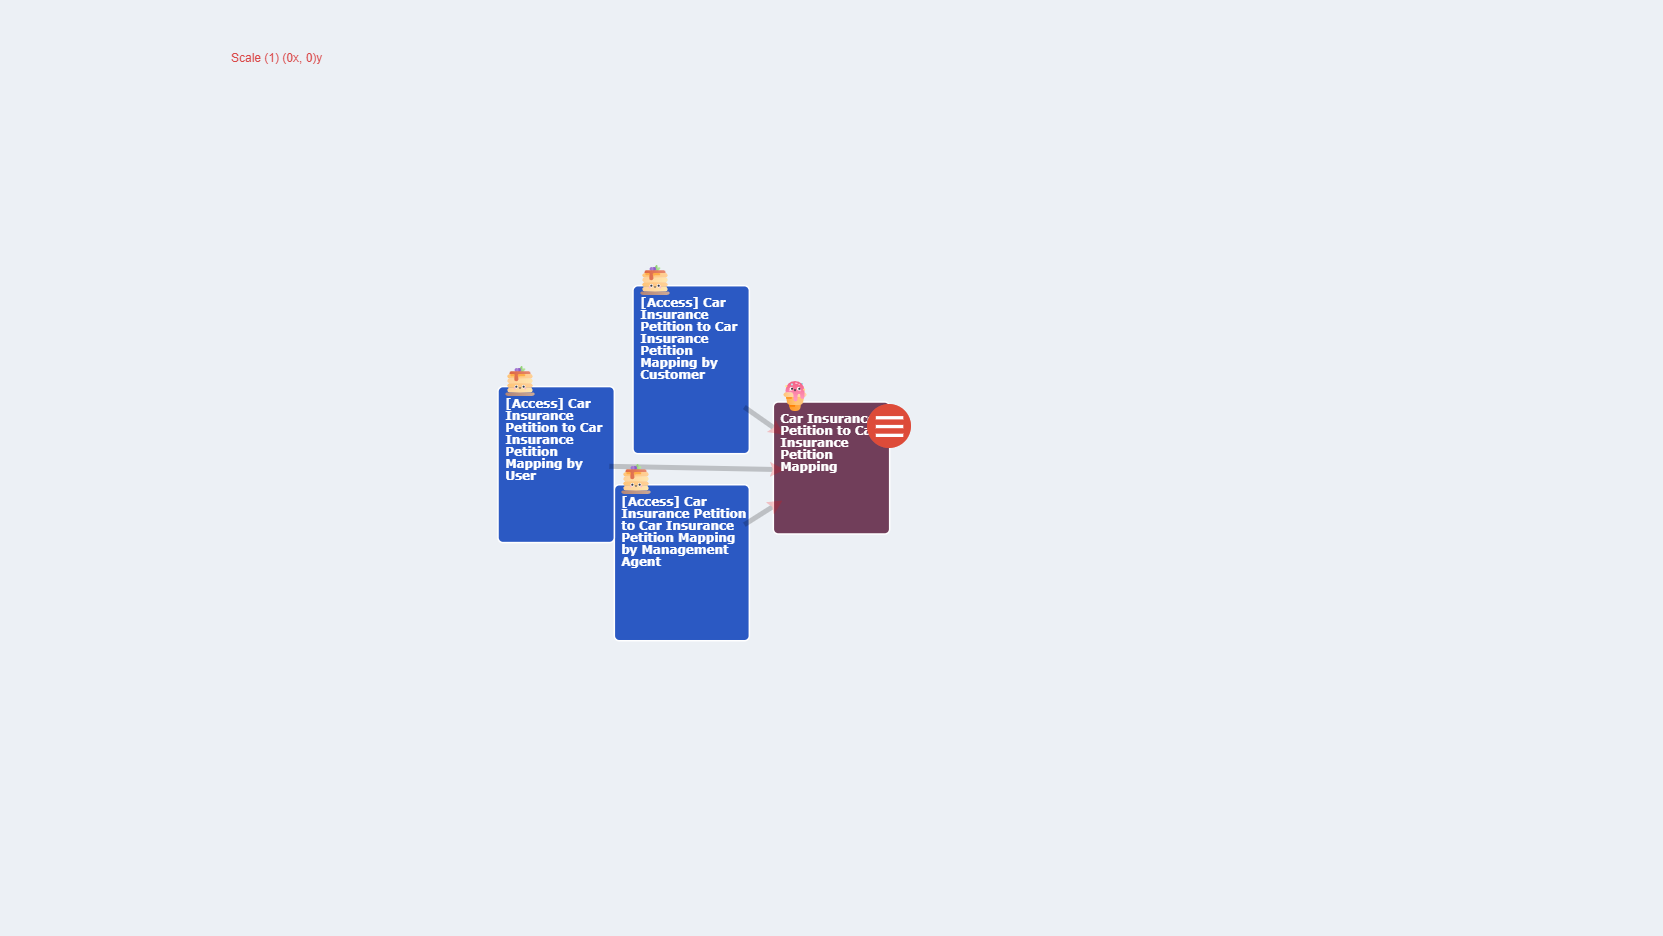 Scale (1) (0x, 0)y
[Access] Car
Insurance
Petition to Car
Insurance
Petition
Mapping by
Customer
[Access] Car
Insurance
Petition to Car
Insurance
Petition
Mapping by
User
Car Insuranc
Petition to Ca
Insurance
Petition
Mapping
[Access] Car
Insurance Petition
to Car Insurance
Petition Mapping
by Management
Agent